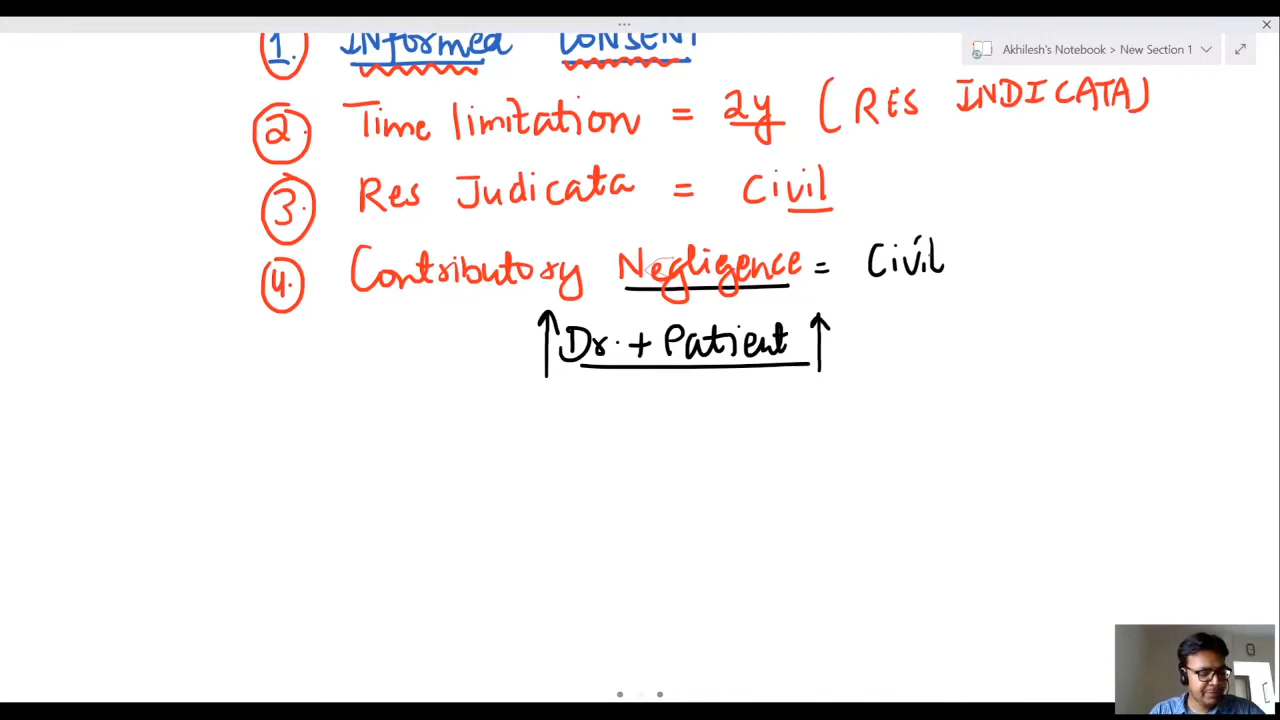 Akhilesh's Notebook > New Section 1
1. INformed CONSENT
2. Time limitation = 2y (RES INDICATA)
3. Res Judicata = Civil
4. Contributory Negligence = Civil
↑ Dr. + Patient ↑